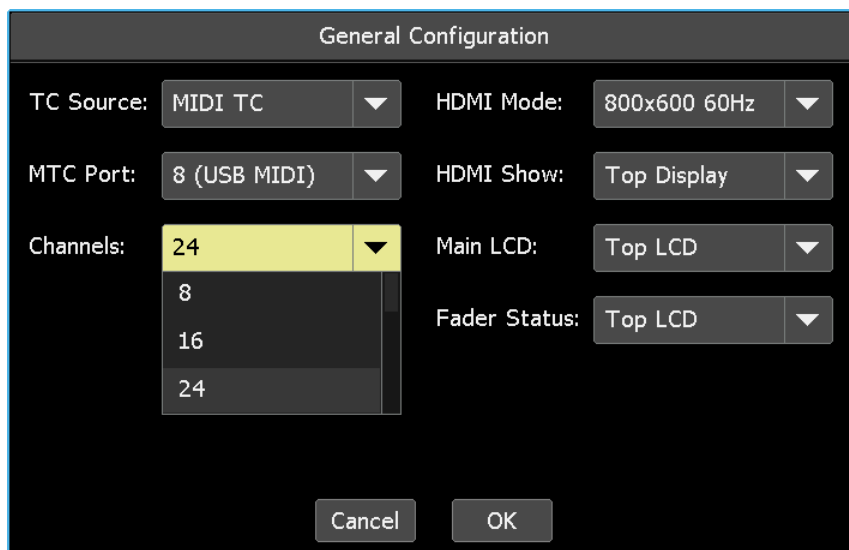 General Configuration
TC Source: MIDI TC HDMI Mode: 800x600 60Hz
MTC Port: 8 (USB MIDI) HDMI Show: Top Display
Channels: 24 Main LCD: Top LCD
8
16 Fader Status: Top LCD
24
Cancel OK